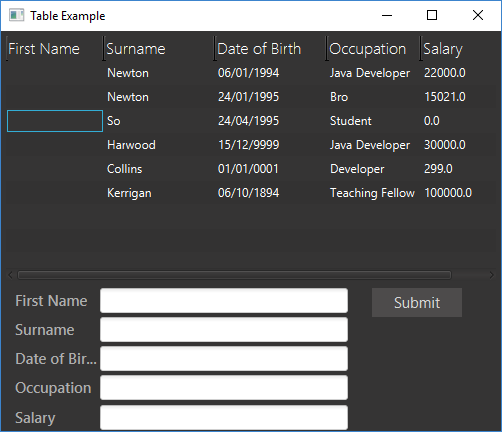 Table Example
First Name Surname Date of Birth Occupation Salary
Newton 06/01/1994 Java Developer 22000.0
Newton 24/01/1995 Bro 15021.0
So 24/04/1995 Student 0.0
Harwood 15/12/9999 Java Developer 30000.0
Collins 01/01/0001 Developer 299.0
Kerrigan 06/10/1894 Teaching Fellow 100000.0
First Name Submit
Surname
Date of Bir...
Occupation
Salary